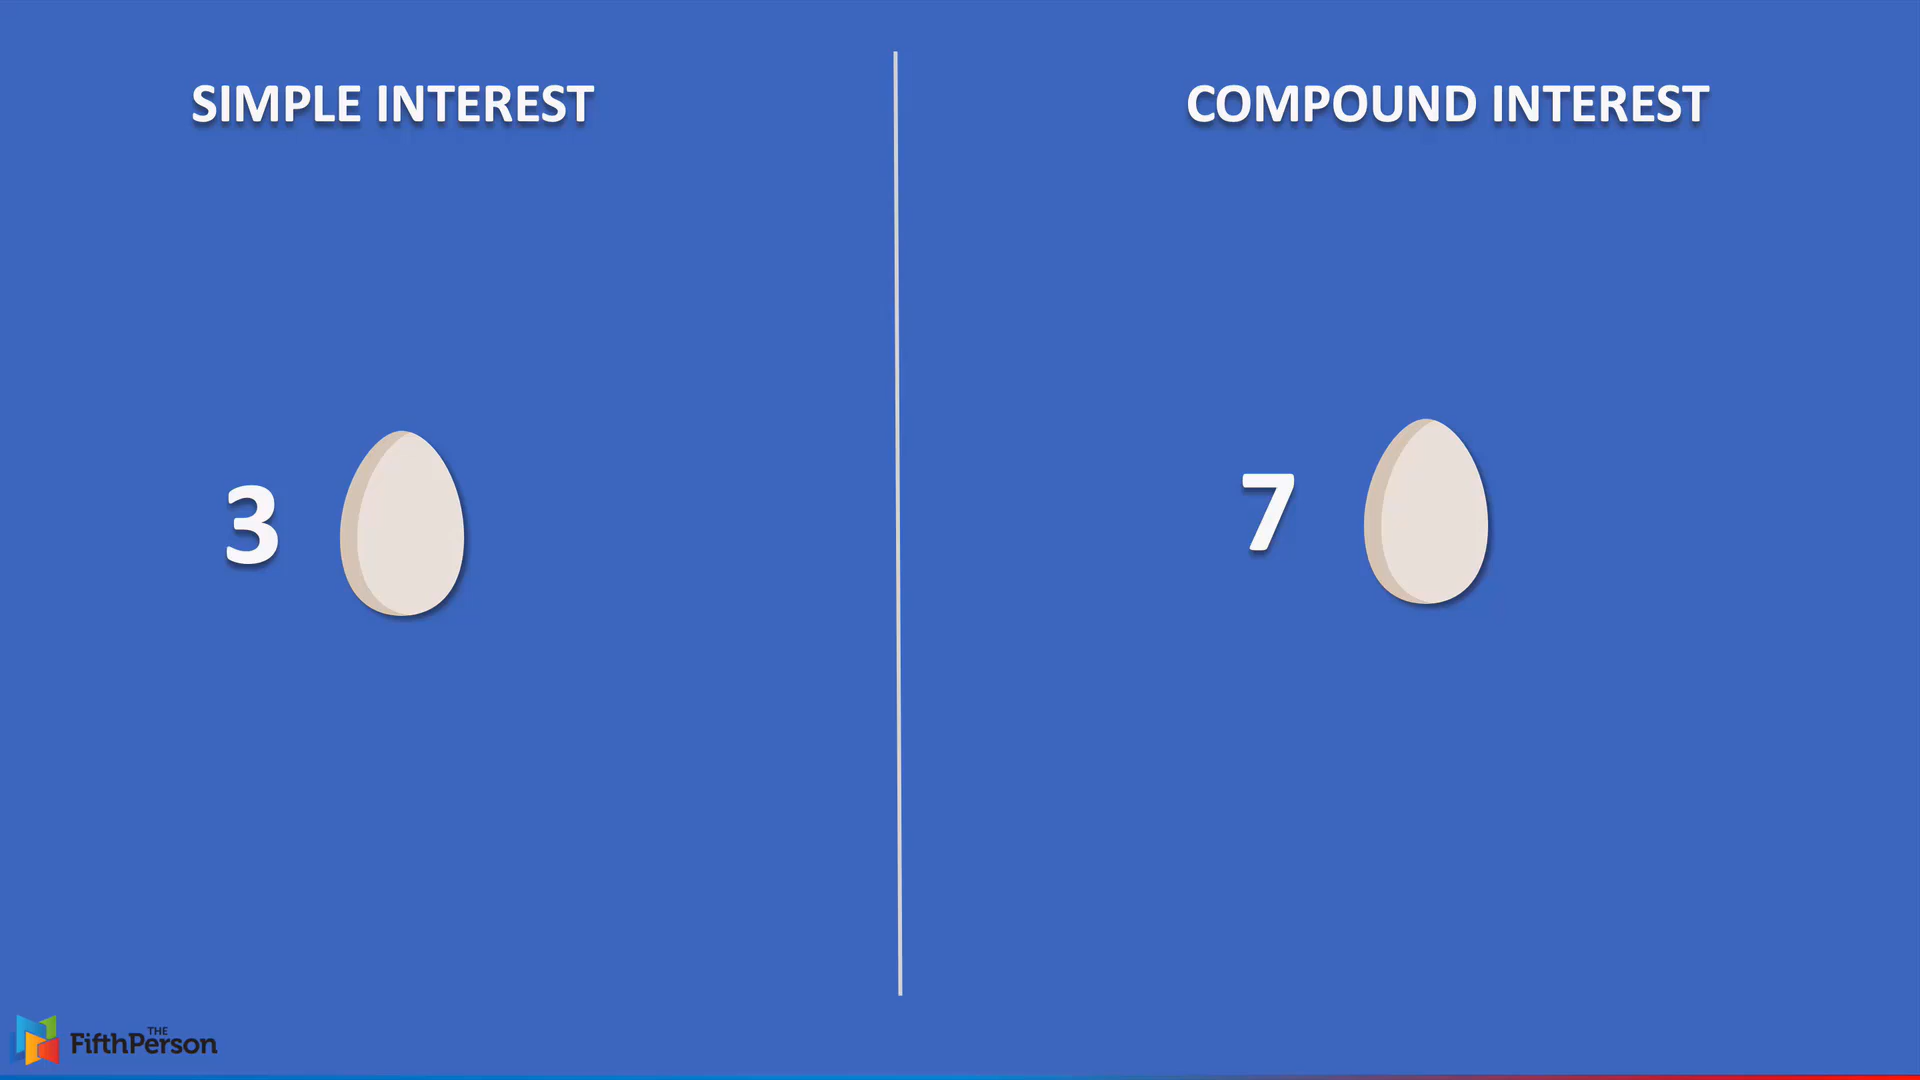 SIMPLE INTEREST
COMPOUND INTEREST
3
7
THE
FifthPerson